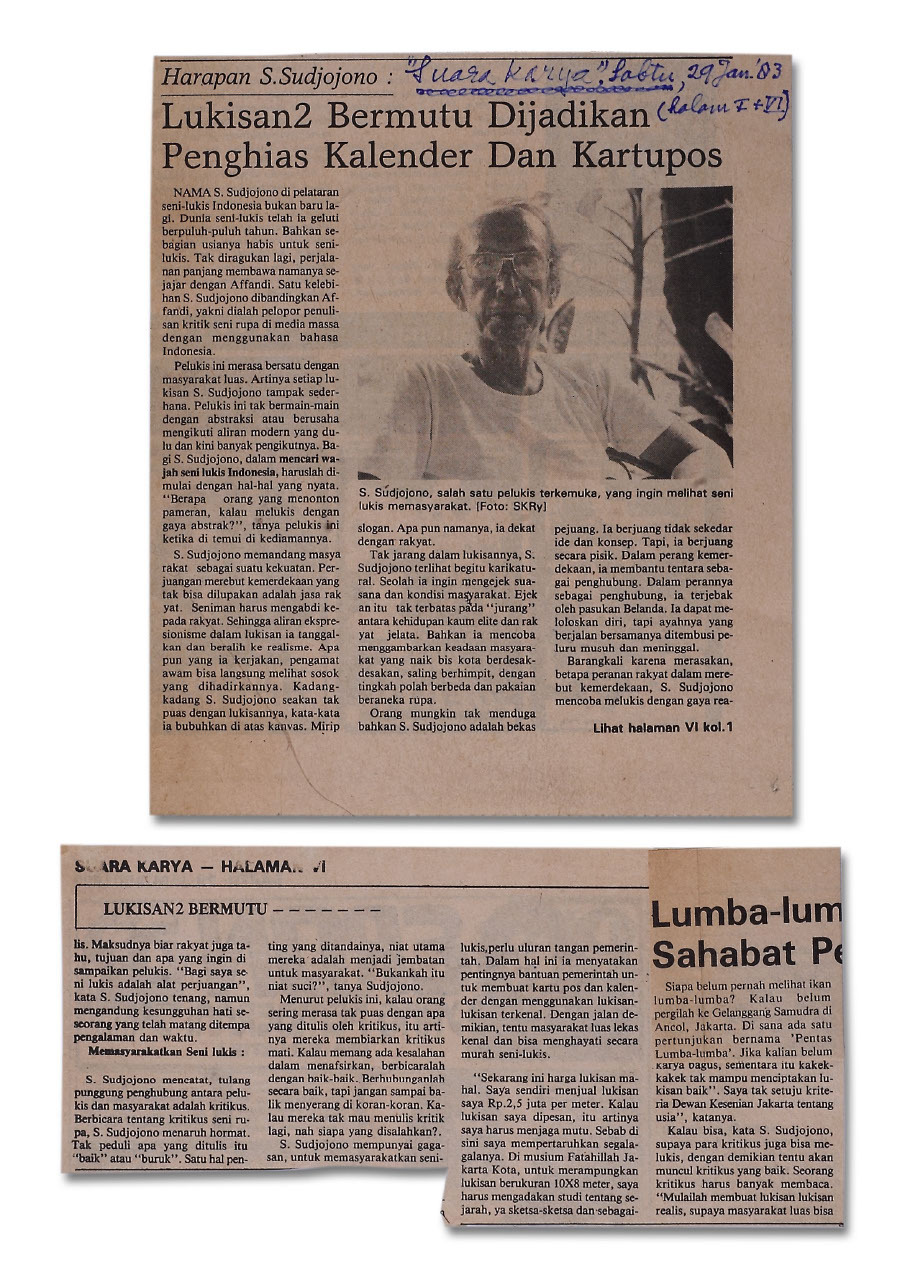 Harapan S.Sudjojono : "Suara Karya". Sabtu, 29 Jan.'83
(halam I + VI)
Lukisan2 Bermutu Dijadikan
Penghias Kalender Dan Kartupos
NAMA S. Sudjojono di pelataran
seni-lukis Indonesia bukan baru la-
gi. Dunia seni-lukis telah ia geluti
berpuluh-puluh tahun. Bahkan se-
bagian usianya habis untuk seni-
lukis. Tak diragukan lagi, perjala-
nan panjang membawa namanya se-
jajar dengan Affandi. Satu kelebi-
han S. Sudjojono dibandingkan Af-
fandi, yakni dialah pelopor penuli-
san kritik seni rupa di media massa
dengan menggunakan bahasa
Indonesia.
Pelukis ini merasa bersatu dengan
masyarakat luas. Artinya setiap lu-
kisan S. Sudjojono tampak seder-
hana. Pelukis ini tak bermain-main
dengan abstraksi atau berusaha
mengikuti aliran modern yang du-
lu dan kini banyak pengikutnya. Ba-
gi S. Sudjojono, dalam mencari wa-
jah seni lukis Indonesia, haruslah di-
mulai dengan hal-hal yang nyata.
"Berapa orang yang menonton
pameran, kalau melukis dengan
gaya abstrak?", tanya pelukis ini
ketika di temui di kediamannya.
S. Sudjojono memandang masya
rakat sebagai suatu kekuatan. Per-
juangan merebut kemerdekaan yang
tak bisa dilupakan adalah jasa rak
yat. Seniman harus mengabdi ke-
pada rakyat. Sehingga aliran ekspre-
sionisme dalam lukisan ia tanggal-
kan dan beralih ke realisme. Apa
pun yang ia kerjakan, pengamat
awam bisa langsung melihat sosok
yang dihadirkannya. Kadang-
kadang S. Sudjojono seakan tak
puas dengan lukisannya, kata-kata
ia bubuhkan di atas kanvas. Mirip
S. Sudjojono, salah satu pelukis terkemuka, yang ingin melihat seni
lukis memasyarakat. [Foto: SKRy]
slogan. Apa pun namanya, ia dekat
dengan rakyat.
Tak jarang dalam lukisannya, S.
Sudjojono terlihat begitu karikatu-
ral. Seolah ia ingin mengejek sua-
sana dan kondisi masyarakat. Ejek
an itu tak terbatas pada "jurang"
antara kehidupan kaum elite dan rak
yat jelata. Bahkan ia mencoba
menggambarkan keadaan masyara-
kat yang naik bis kota berdesak-
desakan, saling berhimpit, dengan
tingkah polah berbeda dan pakaian
beraneka rupa.
Orang mungkin tak menduga
bahkan S. Sudjojono adalah bekas
pejuang. Ia berjuang tidak sekedar
ide dan konsep. Tapi, ia berjuang
secara pisik. Dalam perang kemer-
dekaan, ia membantu tentara seba-
gai penghubung. Dalam perannya
sebagai penghubung, ia terjebak
oleh pasukan Belanda. Ia dapat me-
loloskan diri, tapi ayahnya yang
berjalan bersamanya ditembusi pe-
luru musuh dan meninggal.
Barangkali karena merasakan,
betapa peranan rakyat dalam mere-
but kemerdekaan, S. Sudjojono
mencoba melukis dengan gaya rea-
Lihat halaman VI kol.1
SUARA KARYA — HALAMAN VI
LUKISAN2 BERMUTU – – – – – – –
lis. Maksudnya biar rakyat juga ta-
hu, tujuan dan apa yang ingin di
sampaikan pelukis. "Bagi saya se-
ni lukis adalah alat perjuangan",
kata S. Sudjojono tenang, namun
mengandung kesungguhan hati se-
seorang yang telah matang ditempa
pengalaman dan waktu.
Memasyarakatkan Seni lukis :
S. Sudjojono mencatat, tulang
punggung penghubung antara pelu-
kis dan masyarakat adalah kritikus.
Berbicara tentang kritikus seni ru-
pa, S. Sudjojono menaruh hormat.
Tak peduli apa yang ditulis itu
"baik" atau "buruk". Satu hal pen-
ting yang ditandainya, niat utama
mereka adalah menjadi jembatan
untuk masyarakat. "Bukankah itu
niat suci?", tanya Sudjojono.
Menurut pelukis ini, kalau orang
sering merasa tak puas dengan apa
yang ditulis oleh kritikus, itu arti-
nya mereka membiarkan kritikus
mati. Kalau memang ada kesalahan
dalam menafsirkan, berbicaralah
dengan baik-baik. Berhubunganlah
secara baik, tapi jangan sampai ba-
lik menyerang di koran-koran. Ka-
lau mereka tak mau menulis kritik
lagi, nah siapa yang disalahkan?.
S. Sudjojono mempunyai gaga-
san, untuk memasyarakatkan seni-
lukis,perlu uluran tangan pemerin-
tah. Dalam hal ini ia menyatakan
pentingnya bantuan pemerintah un-
tuk membuat kartu pos dan kalen-
der dengan menggunakan lukisan-
lukisan terkenal. Dengan jalan de-
mikian, tentu masyarakat luas lekas
kenal dan bisa menghayati secara
murah seni-lukis.
"Sekarang ini harga lukisan ma-
hal. Saya sendiri menjual lukisan
saya Rp.2,5 juta per meter. Kalau
lukisan saya dipesan, itu artinya
saya harus menjaga mutu. Sebab di
sini saya mempertaruhkan segala-
galanya. Di musium Fatahillah Ja-
karta Kota, untuk merampungkan
lukisan berukuran 10X8 meter, saya
harus mengadakan studi tentang se-
jarah, ya sketsa-sketsa dan sebagai-
Lumba-lum
Sahabat Pe
Siapa belum pernah melihat ikan
lumba-lumba? Kalau belum
pergilah ke Gelanggang Samudra di
Ancol, Jakarta. Di sana ada satu
pertunjukan bernama 'Pentas
Lumba-lumba'. Jika kalian belum
karya bagus, sementara itu kakek-
kakek tak mampu menciptakan lu-
kisan baik". Saya tak setuju krite-
ria Dewan Kesenian Jakarta tentang
usia", katanya.
Kalau bisa, kata S. Sudjojono,
supaya para kritikus juga bisa me-
lukis, dengan demikian tentu akan
muncul kritikus yang baik. Seorang
kritikus harus banyak membaca.
"Mulailah membuat lukisan lukisan
realis, supaya masyarakat luas bisa